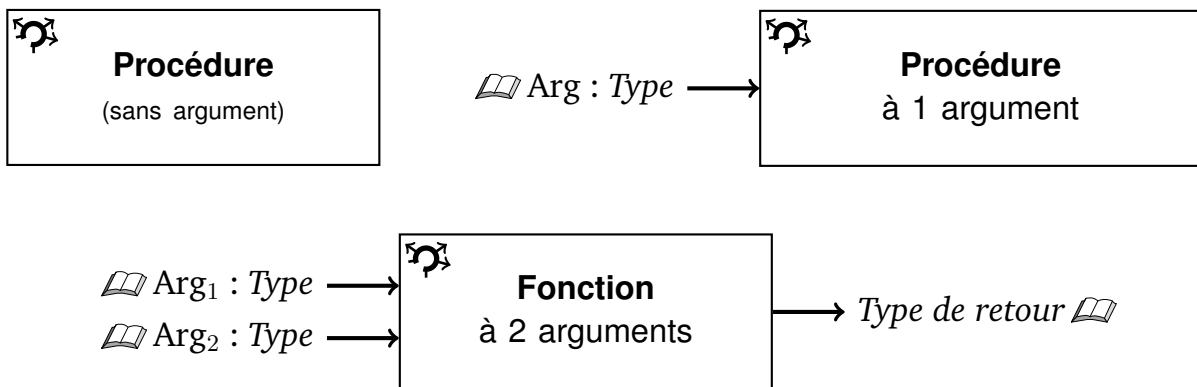 Procédure
(sans argument)
Arg : Type
Procédure
à 1 argument
Arg₁ : Type
Arg₂ : Type
Fonction
à 2 arguments
Type de retour